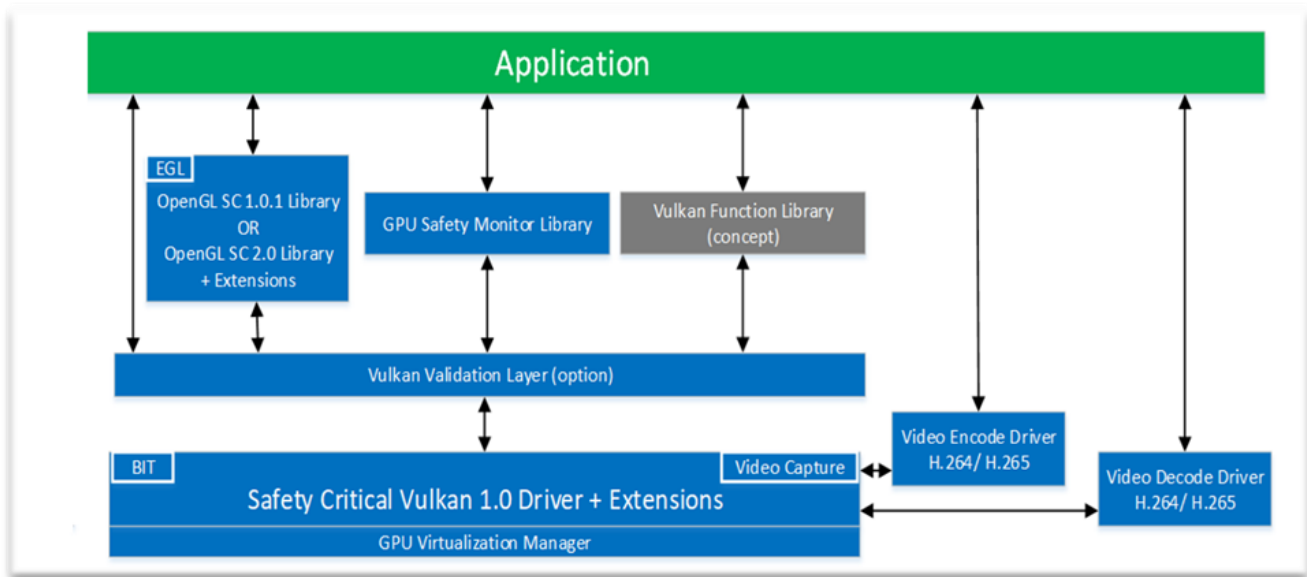 Application
EGL
OpenGL SC 1.0.1 Library
OR
OpenGL SC 2.0 Library
+ Extensions
GPU Safety Monitor Library
Vulkan Function Library
(concept)
Vulkan Validation Layer (option)
Video Encode Driver
H.264/ H.265
Video Decode Driver
H.264/ H.265
BIT
Video Capture
Safety Critical Vulkan 1.0 Driver + Extensions
GPU Virtualization Manager